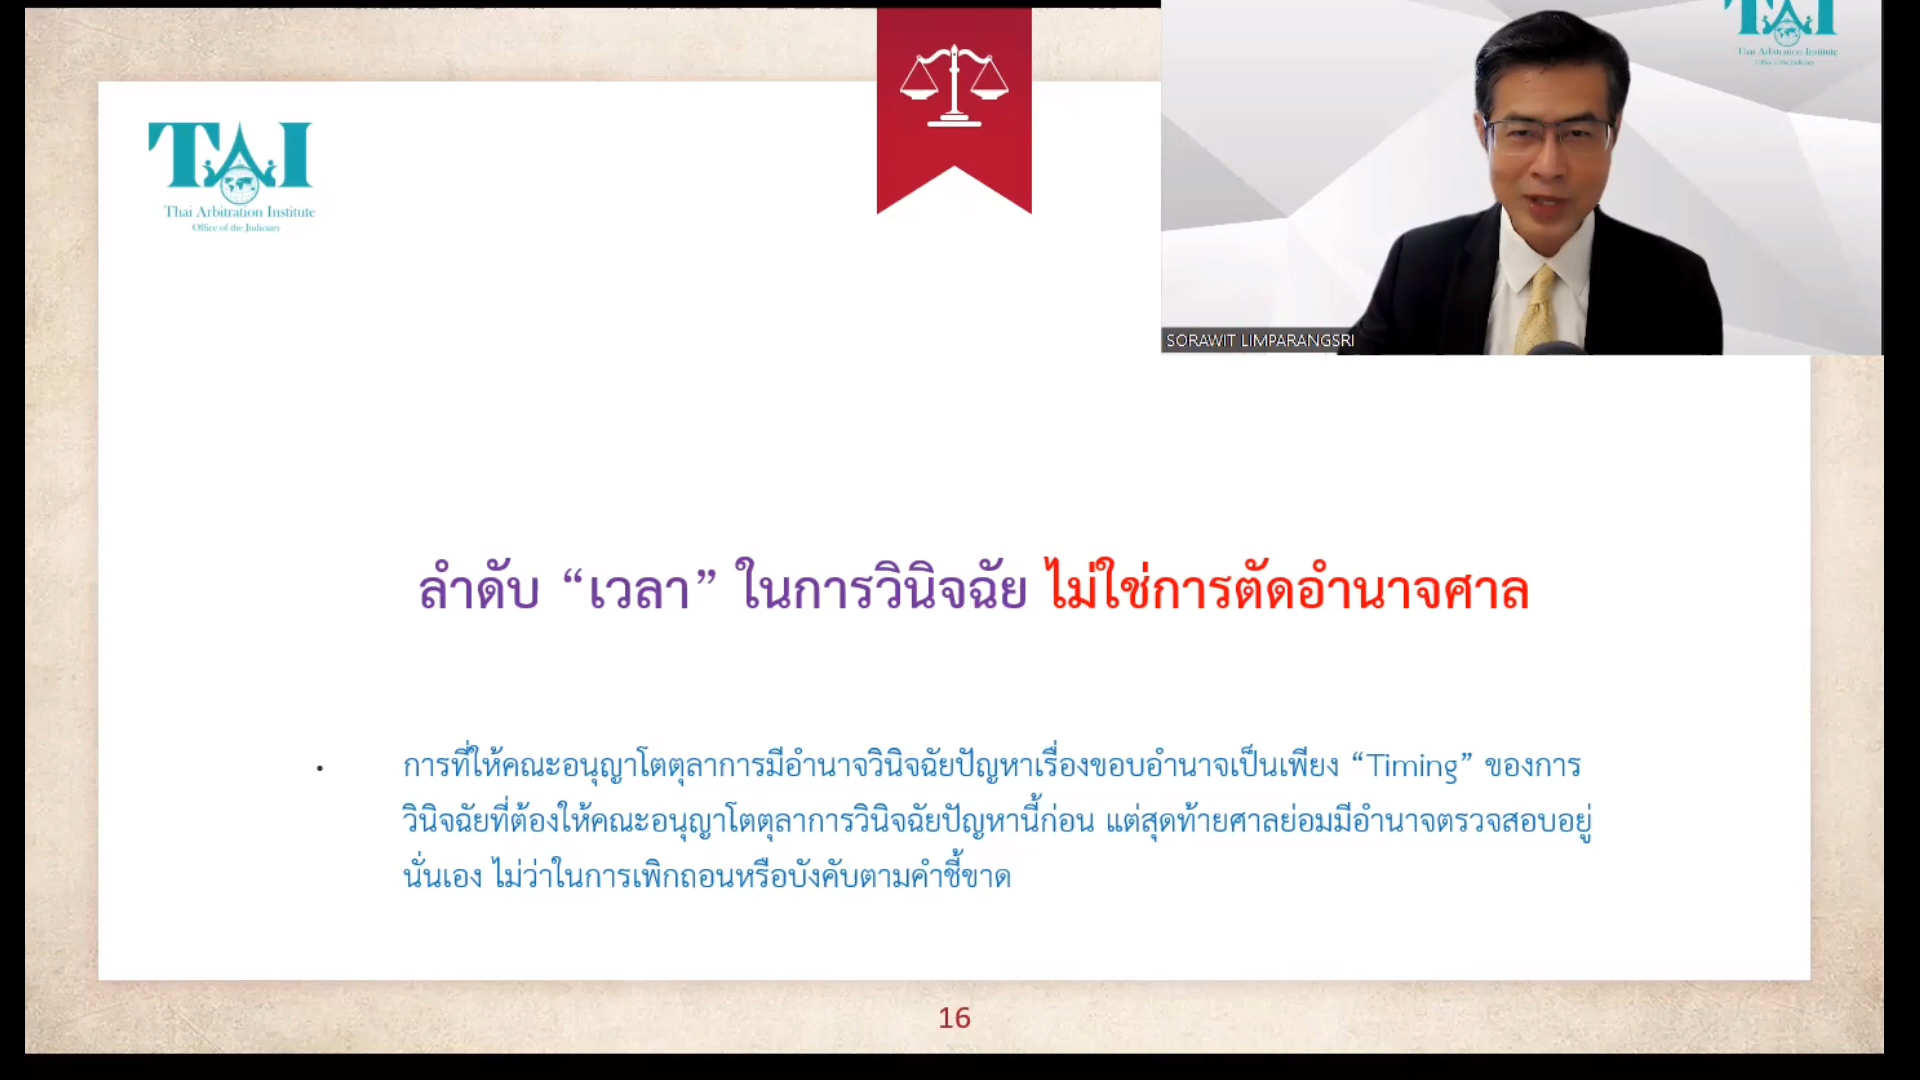 TAI
Thai Arbitration Institute
Office of the Judiciary
TAI
Thai Arbitration Institute
Office of the Judiciary
SORAWIT LIMPARANGSRI
ลำดับ “เวลา” ในการวินิจฉัย ไม่ใช่การตัดอำนาจศาล
• การที่ให้คณะอนุญาโตตุลาการมีอำนาจวินิจฉัยปัญหาเรื่องขอบอำนาจเป็นเพียง “Timing” ของการ
วินิจฉัยที่ต้องให้คณะอนุญาโตตุลาการวินิจฉัยปัญหานี้ก่อน แต่สุดท้ายศาลย่อมมีอำนาจตรวจสอบอยู่
นั่นเอง ไม่ว่าในการเพิกถอนหรือบังคับตามคำชี้ขาด
16